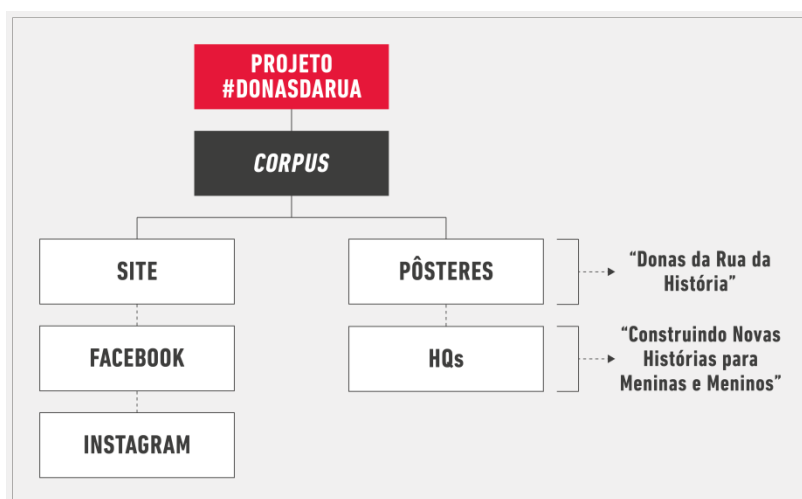 PROJETO
#DONASDARUA
CORPUS
SITE
PÔSTERES
“Donas da Rua da
História”
FACEBOOK
HQs
“Construindo Novas
Histórias para
Meninas e Meninos”
INSTAGRAM